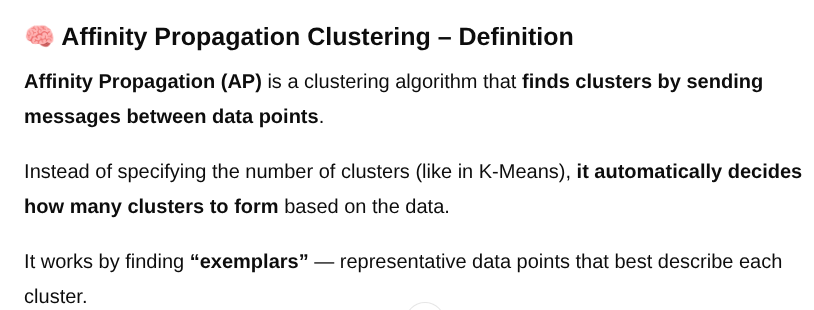 🧠 Affinity Propagation Clustering – Definition
Affinity Propagation (AP) is a clustering algorithm that finds clusters by sending
messages between data points.
Instead of specifying the number of clusters (like in K-Means), it automatically decides
how many clusters to form based on the data.
It works by finding “exemplars” — representative data points that best describe each
cluster.